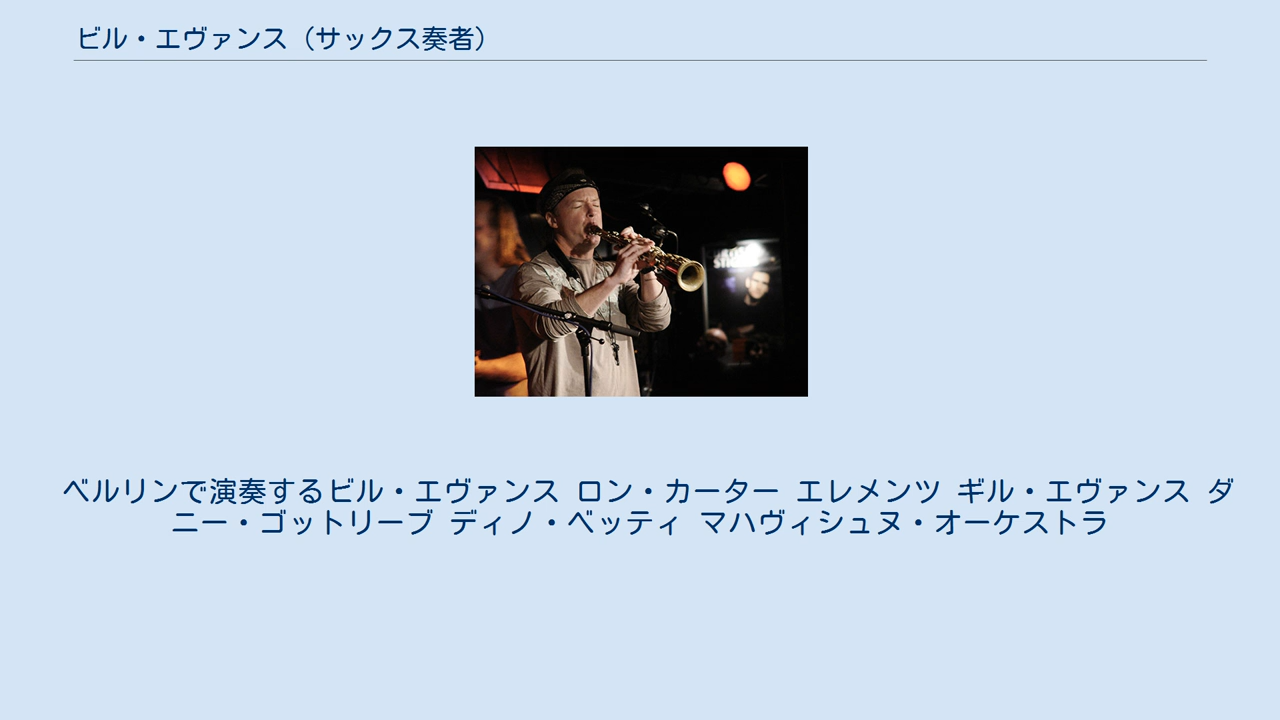 ビル・エヴァンス（サックス奏者）
ベルリンで演奏するビル・エヴァンス ロン・カーター エレメンツ ギル・エヴァンス ダ
ニー・ゴットリーブ ディノ・ベッティ マハヴィシュヌ・オーケストラ